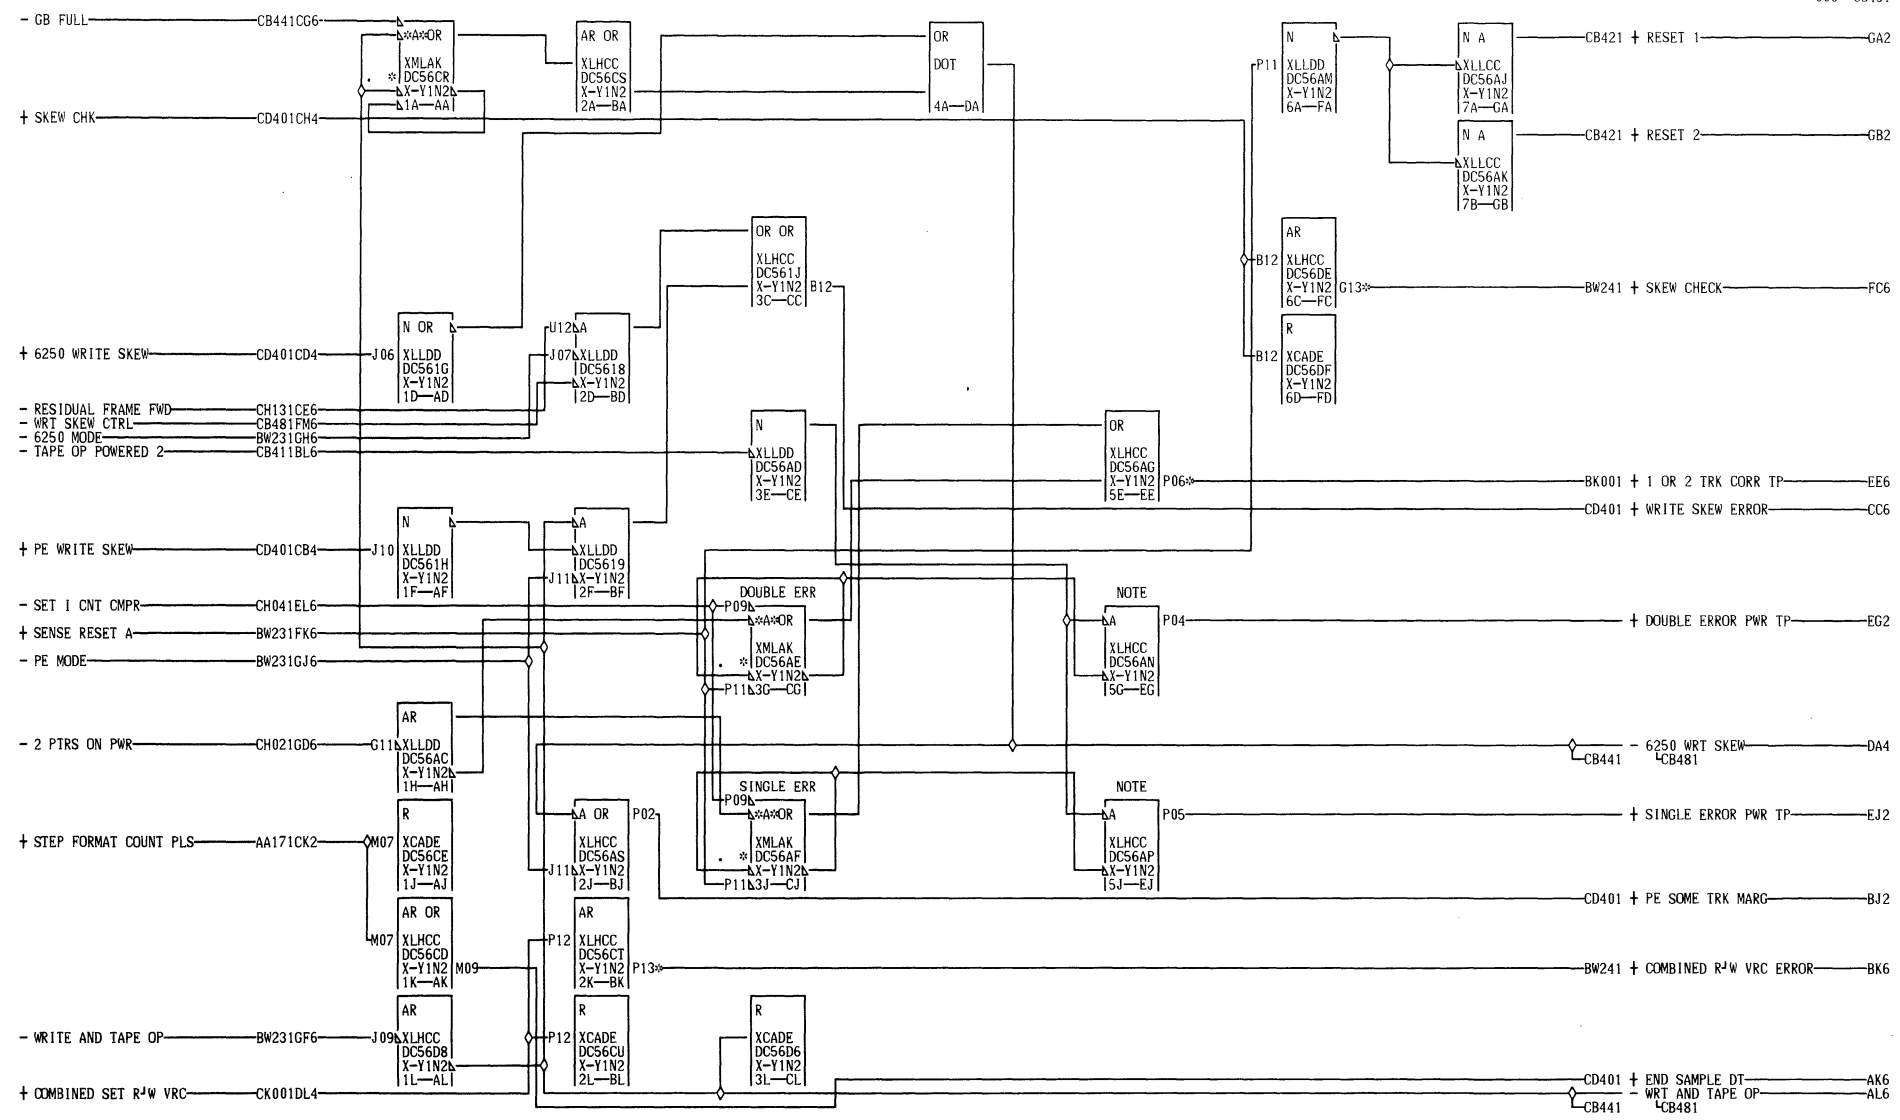 - GB FULL CB441CG6
*A*OR
XMLAK
* DC56CR
X-Y1N2
1A AA
AR OR
XLHCC
DC56CS
X-Y1N2
2A BA
OR
DOT
4A DA
N
P11 XLLDD
DC56AM
X-Y1N2
6A FA
N A
XLLCC
DC56AJ
X-Y1N2
7A GA
CB421 + RESET 1 GA2
+ SKEW CHK CD401CH4
N A
XLLCC
DC56AK
X-Y1N2
7B GB
CB421 + RESET 2 GB2
OR OR
XLHCC
DC561J
X-Y1N2 B12
3C CC
AR
B12 XLHCC
DC56DE
X-Y1N2 G13*
6C FC
BW241 + SKEW CHECK FC6
R
B12 XCADE
DC56DF
X-Y1N2
6D FD
+ 6250 WRITE SKEW CD401CD4 J06
N OR
XLLDD
DC561G
X-Y1N2
1D AD
U12 A
J07 XLLDD
DC5618
X-Y1N2
2D BD
- RESIDUAL FRAME FWD CH131CE6
- WRT SKEW CTRL CB481FM6
- 6250 MODE BW231GH6
- TAPE OP POWERED 2 CB411BL6
N
XLLDD
DC56AD
X-Y1N2
3E CE
OR
XLHCC
DC56AG
X-Y1N2 P06*
5E EE
BK001 + 1 OR 2 TRK CORR TP EE6
CD401 + WRITE SKEW ERROR CC6
+ PE WRITE SKEW CD401CB4 J10
N
XLLDD
DC561H
X-Y1N2
1F AF
A
XLLDD
DC5619
J11 X-Y1N2
2F BF
- SET I CNT CMPR CH041EL6
+ SENSE RESET A BW231FK6
- PE MODE BW231GJ6
DOUBLE ERR
P09
*A*OR
XMLAK
* DC56AE
X-Y1N2
P11 3G CG
NOTE
A P04
XLHCC
DC56AN
X-Y1N2
5G EG
+ DOUBLE ERROR PWR TP EG2
- 2 PTRS ON PWR CH021GD6 G11
AR
XLLDD
DC56AC
X-Y1N2
1H AH
- 6250 WRT SKEW DA4
CB441 CB481
SINGLE ERR
P09
*A*OR
XMLAK
* DC56AF
X-Y1N2
P11 3J CJ
NOTE
A P05
XLHCC
DC56AP
X-Y1N2
5J EJ
+ SINGLE ERROR PWR TP EJ2
+ STEP FORMAT COUNT PLS AA171CK2 M07
R
XCADE
DC56CE
X-Y1N2
1J AJ
A OR P02
XLHCC
DC56AS
J11 X-Y1N2
2J BJ
CD401 + PE SOME TRK MARG BJ2
AR OR
M07 XLHCC
DC56CD
X-Y1N2 M09
1K AK
AR
P12 XLHCC
DC56CT
X-Y1N2 P13*
2K BK
BW241 + COMBINED R/W VRC ERROR BK6
- WRITE AND TAPE OP BW231GF6 J09
AR
XLHCC
DC56D8
X-Y1N2
1L AL
R
P12 XCADE
DC56CU
X-Y1N2
2L BL
R
XCADE
DC56D6
X-Y1N2
3L CL
+ COMBINED SET R/W VRC CK001DL4
CD401 + END SAMPLE DT AK6
- WRT AND TAPE OP AL6
CB441 CB481